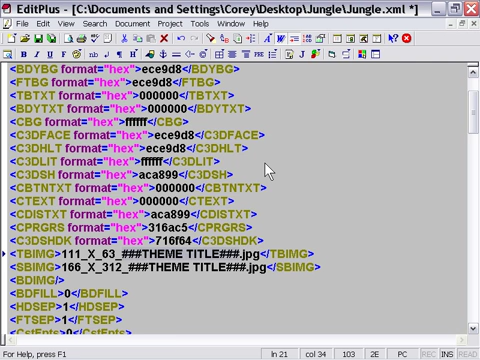 EditPlus - [C:\Documents and Settings\Corey\Desktop\Jungle\Jungle.xml *]
File Edit View Search Document Project Tools Window Help
<BDYBG format="hex">ece9d8</BDYBG>
<FTBG format="hex">ece9d8</FTBG>
<TBTXT format="hex">000000</TBTXT>
<BDYTXT format="hex">000000</BDYTXT>
<CBG format="hex">ffffff</CBG>
<C3DFACE format="hex">ece9d8</C3DFACE>
<C3DHLT format="hex">ece9d8</C3DHLT>
<C3DLIT format="hex">ffffff</C3DLIT>
<C3DSH format="hex">aca899</C3DSH>
<CBTNTXT format="hex">000000</CBTNTXT>
<CTEXT format="hex">000000</CTEXT>
<CDISTXT format="hex">aca899</CDISTXT>
<CPRGRS format="hex">316ac5</CPRGRS>
<C3DSHDK format="hex">716f64</C3DSHDK>
<TBIMG>111_X_63_###THEME TITLE###.jpg</TBIMG>
<SBIMG>166_X_312_###THEME TITLE###.jpg</SBIMG>
<BDIMG/>
<BDFILL>0</BDFILL>
<HDSEP>1</HDSEP>
<FTSEP>1</FTSEP>
<CstFnts>0</CstFnts>
For Help, press F1 ln 21 col 34 103 2E PC REC INS READ